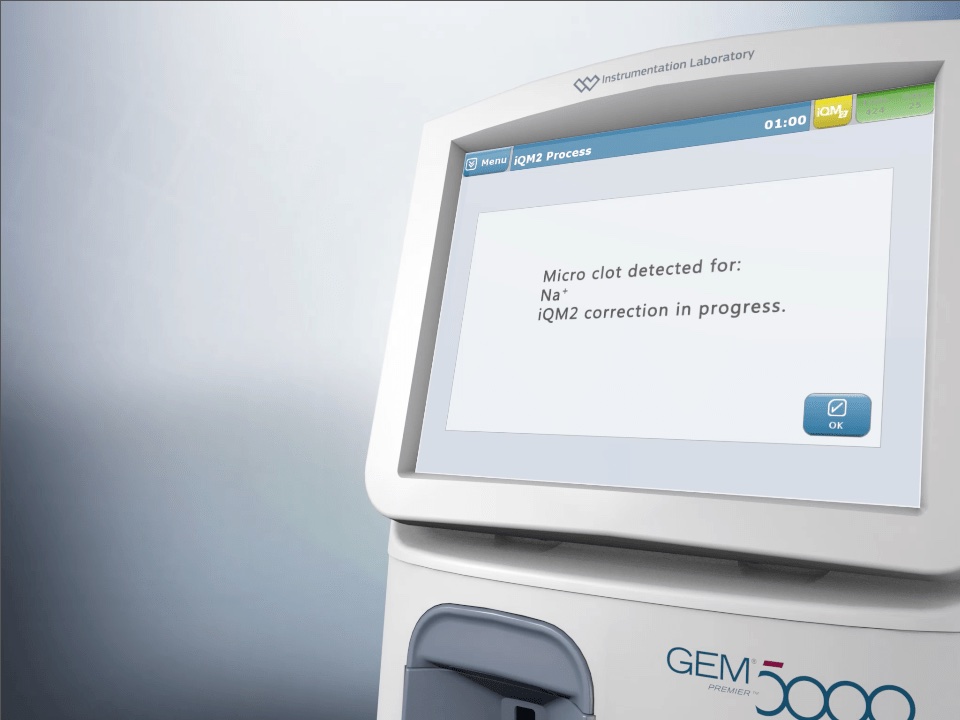 Instrumentation Laboratory
Menu
iQM2 Process
01:00
iQM2
Micro clot detected for:
Na⁺
iQM2 correction in progress.
OK
GEM®
PREMIER™
5000